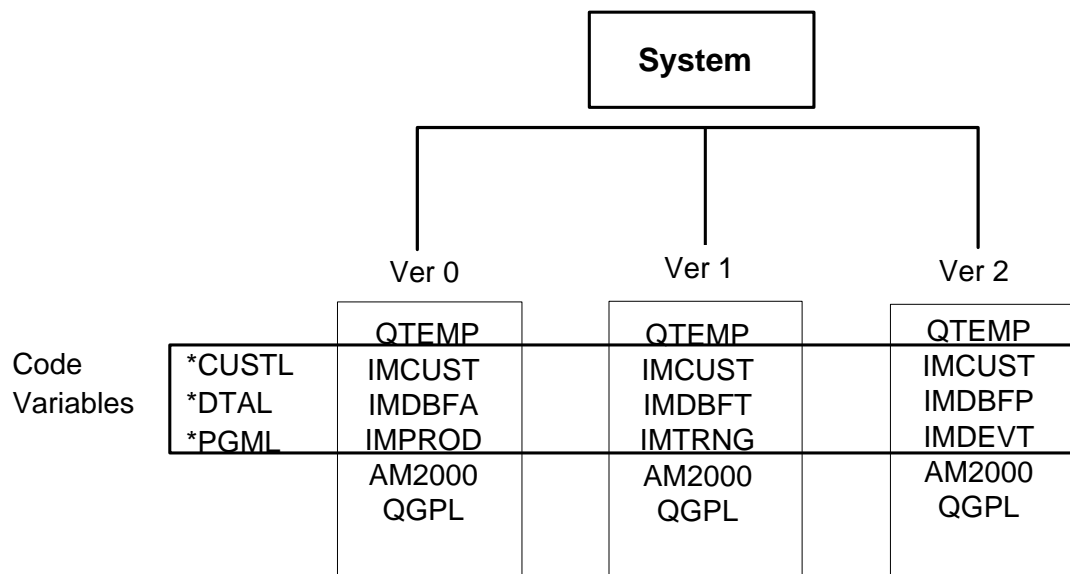 System
Ver 0 Ver 1 Ver 2
QTEMP QTEMP QTEMP
Code Variables
*CUSTL IMCUST IMCUST IMCUST
*DTAL IMDBFA IMDBFT IMDBFP
*PGML IMPROD IMTRNG IMDEVT
AM2000 AM2000 AM2000
QGPL QGPL QGPL